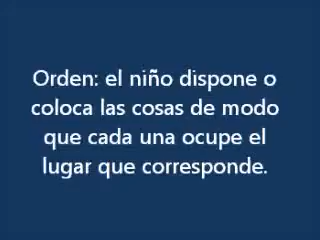 Orden: el niño dispone o
coloca las cosas de modo
que cada una ocupe el
lugar que corresponde.